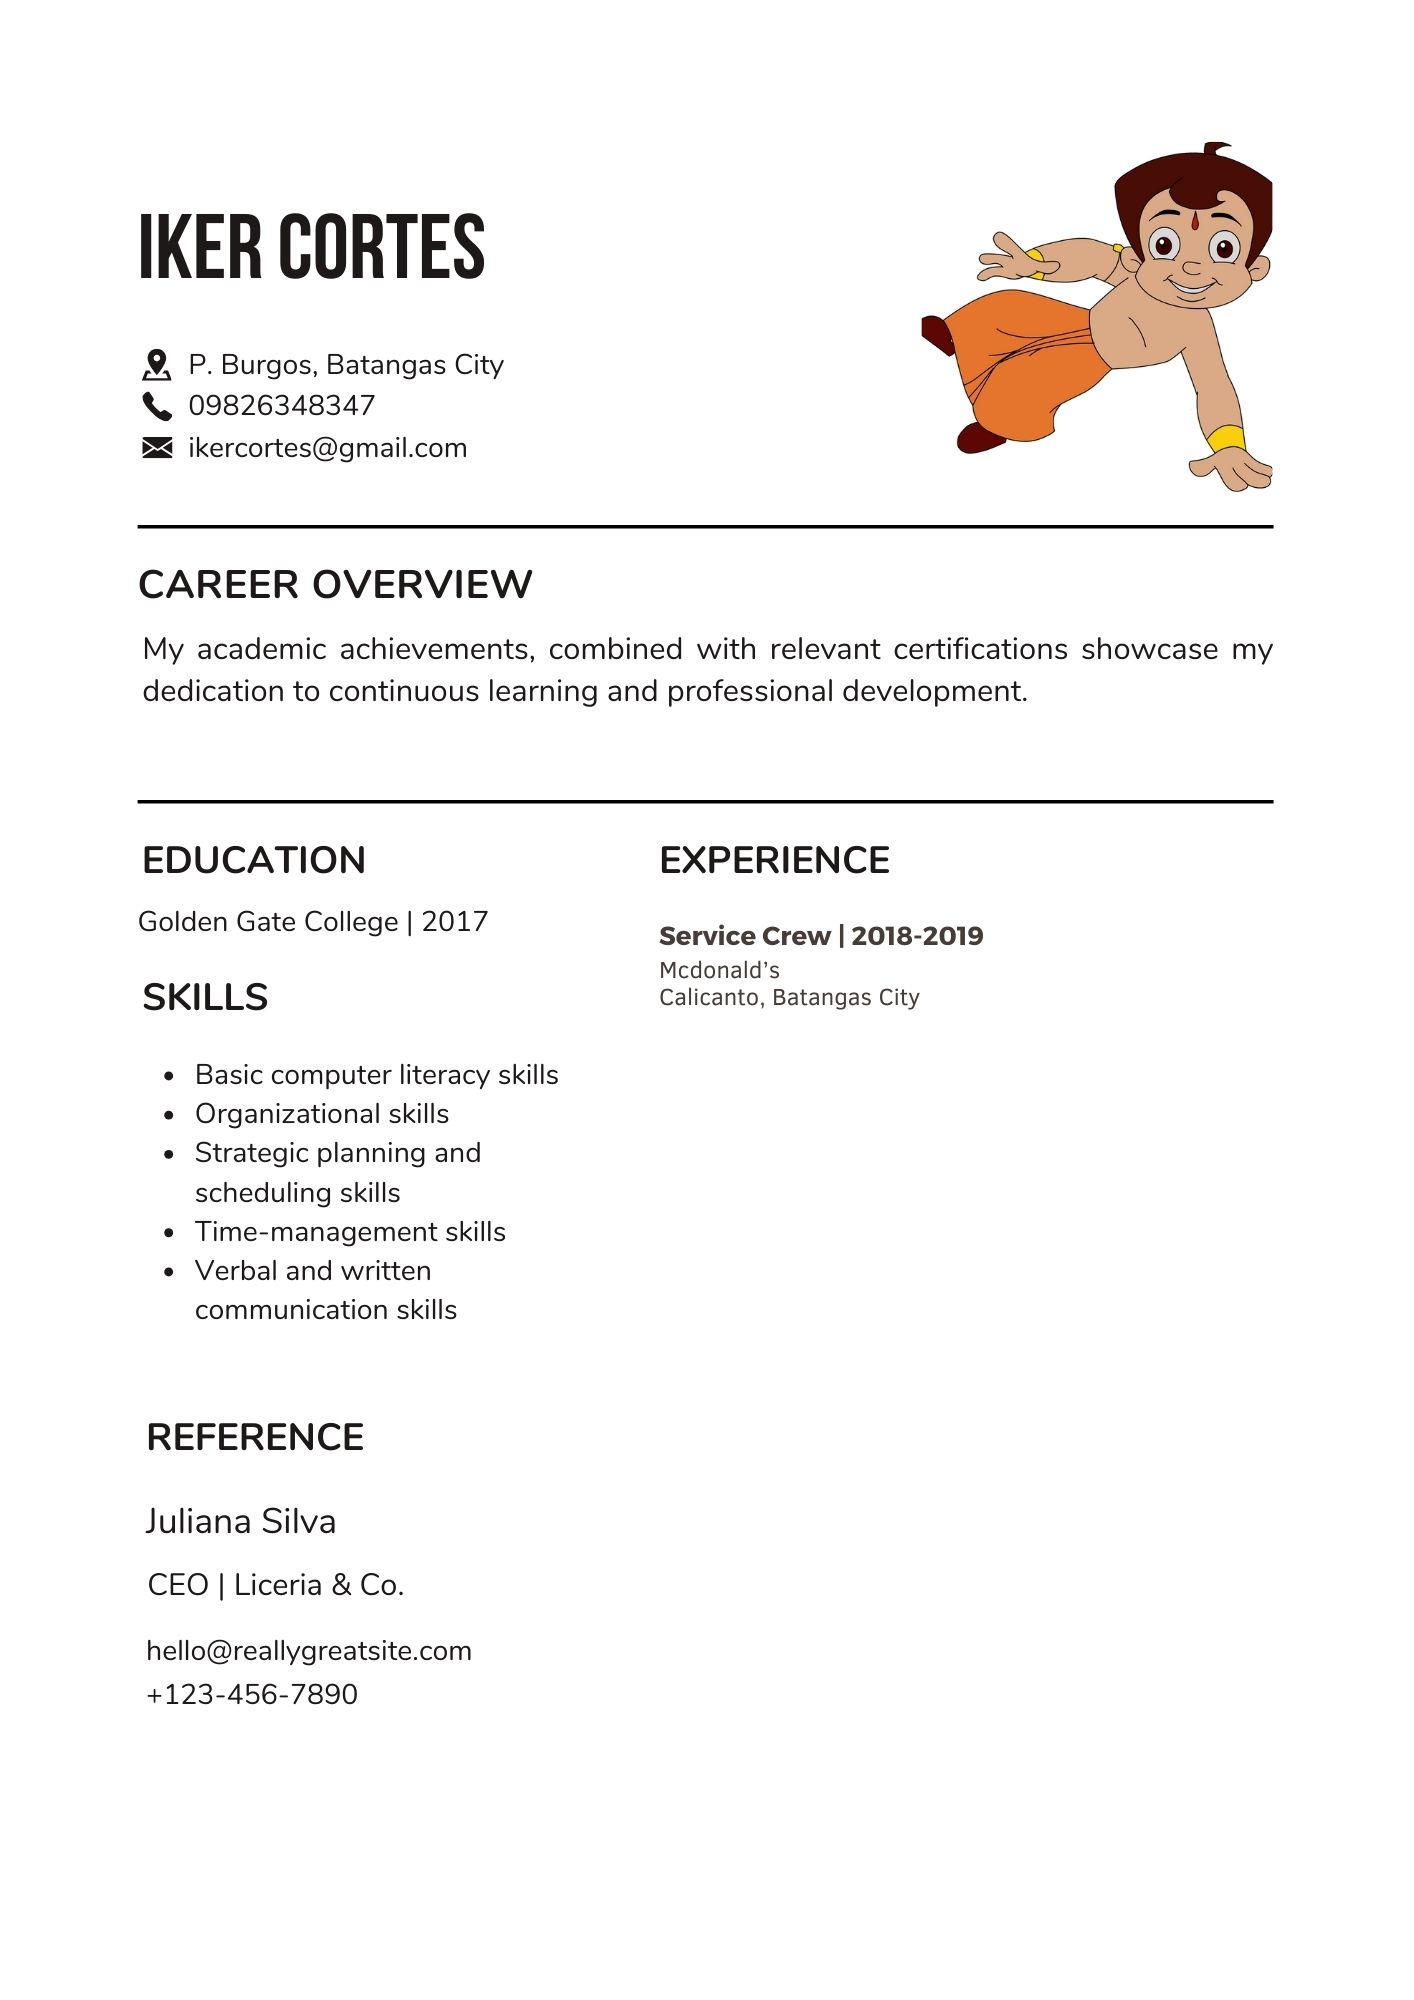 IKER CORTES
P. Burgos, Batangas City
09826348347
ikercortes@gmail.com
CAREER OVERVIEW
My academic achievements, combined with relevant certifications showcase my
dedication to continuous learning and professional development.
EDUCATION
Golden Gate College | 2017
SKILLS
Basic computer literacy skills
Organizational skills
Strategic planning and
scheduling skills
Time-management skills
Verbal and written
communication skills
EXPERIENCE
Service Crew | 2018-2019
Mcdonald’s
Calicanto, Batangas City
REFERENCE
Juliana Silva
CEO | Liceria & Co.
hello@reallygreatsite.com
+123-456-7890